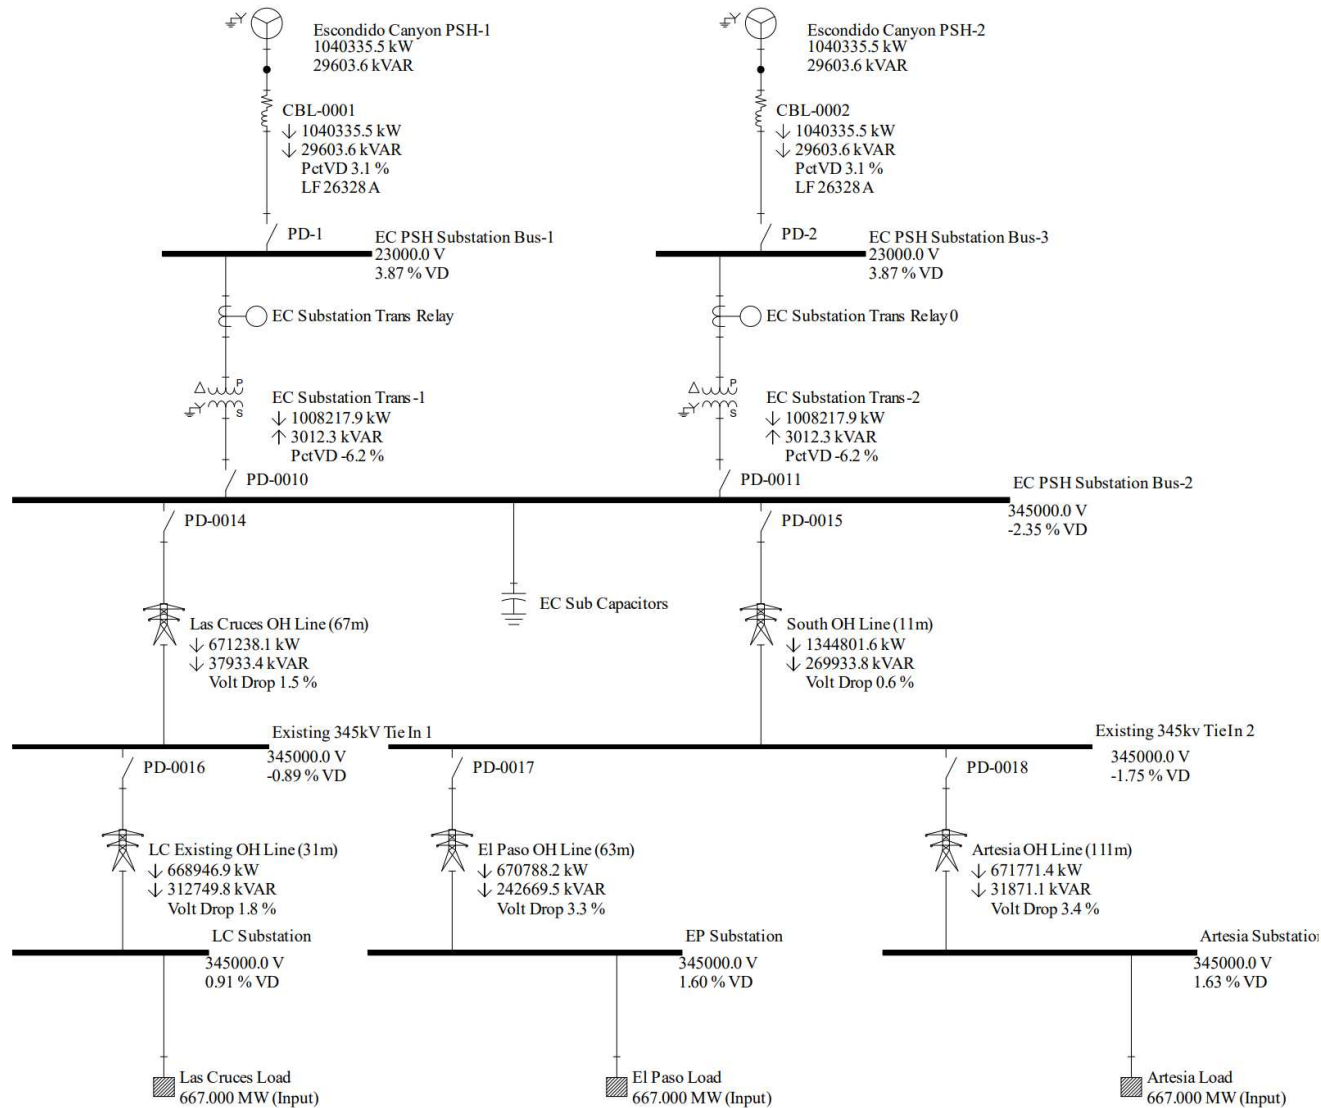 Escondido Canyon PSH-1
1040335.5 kW
29603.6 kVAR
Escondido Canyon PSH-2
1040335.5 kW
29603.6 kVAR
CBL-0001
1040335.5 kW
29603.6 kVAR
PctVD 3.1 %
LF 26328 A
CBL-0002
1040335.5 kW
29603.6 kVAR
PctVD 3.1 %
LF 26328 A
PD-1
EC PSH Substation Bus-1
23000.0 V
3.87 % VD
PD-2
EC PSH Substation Bus-3
23000.0 V
3.87 % VD
EC Substation Trans Relay
EC Substation Trans Relay0
P
S
EC Substation Trans-1
1008217.9 kW
3012.3 kVAR
PctVD -6.2 %
P
S
EC Substation Trans-2
1008217.9 kW
3012.3 kVAR
PctVD -6.2 %
PD-0010
PD-0011
EC PSH Substation Bus-2
345000.0 V
-2.35 % VD
PD-0014
PD-0015
EC Sub Capacitors
Las Cruces OH Line (67m)
671238.1 kW
37933.4 kVAR
Volt Drop 1.5 %
South OH Line (11m)
1344801.6 kW
269933.8 kVAR
Volt Drop 0.6 %
Existing 345kV TieIn 1
345000.0 V
-0.89 % VD
Existing 345kv TieIn 2
345000.0 V
-1.75 % VD
PD-0016
PD-0017
PD-0018
LC Existing OH Line (31m)
668946.9 kW
312749.8 kVAR
Volt Drop 1.8 %
El Paso OH Line (63m)
670788.2 kW
242669.5 kVAR
Volt Drop 3.3 %
Artesia OH Line (111m)
671771.4 kW
31871.1 kVAR
Volt Drop 3.4 %
LC Substation
345000.0 V
0.91 % VD
EP Substation
345000.0 V
1.60 % VD
Artesia Substation
345000.0 V
1.63 % VD
Las Cruces Load
667.000 MW (Input)
El Paso Load
667.000 MW (Input)
Artesia Load
667.000 MW (Input)